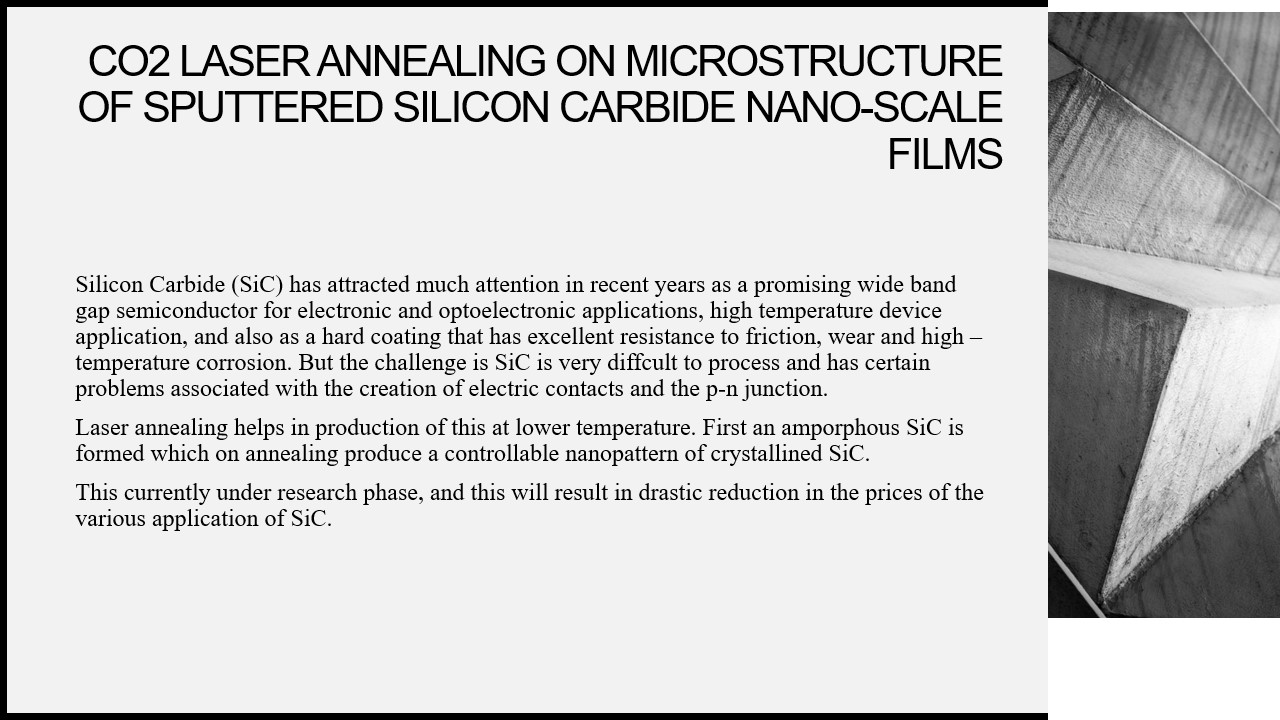 CO2 LASER ANNEALING ON MICROSTRUCTURE
OF SPUTTERED SILICON CARBIDE NANO-SCALE
FILMS
Silicon Carbide (SiC) has attracted much attention in recent years as a promising wide band
gap semiconductor for electronic and optoelectronic applications, high temperature device
application, and also as a hard coating that has excellent resistance to friction, wear and high –
temperature corrosion. But the challenge is SiC is very diffcult to process and has certain
problems associated with the creation of electric contacts and the p-n junction.
Laser annealing helps in production of this at lower temperature. First an amporphous SiC is
formed which on annealing produce a controllable nanopattern of crystallined SiC.
This currently under research phase, and this will result in drastic reduction in the prices of the
various application of SiC.